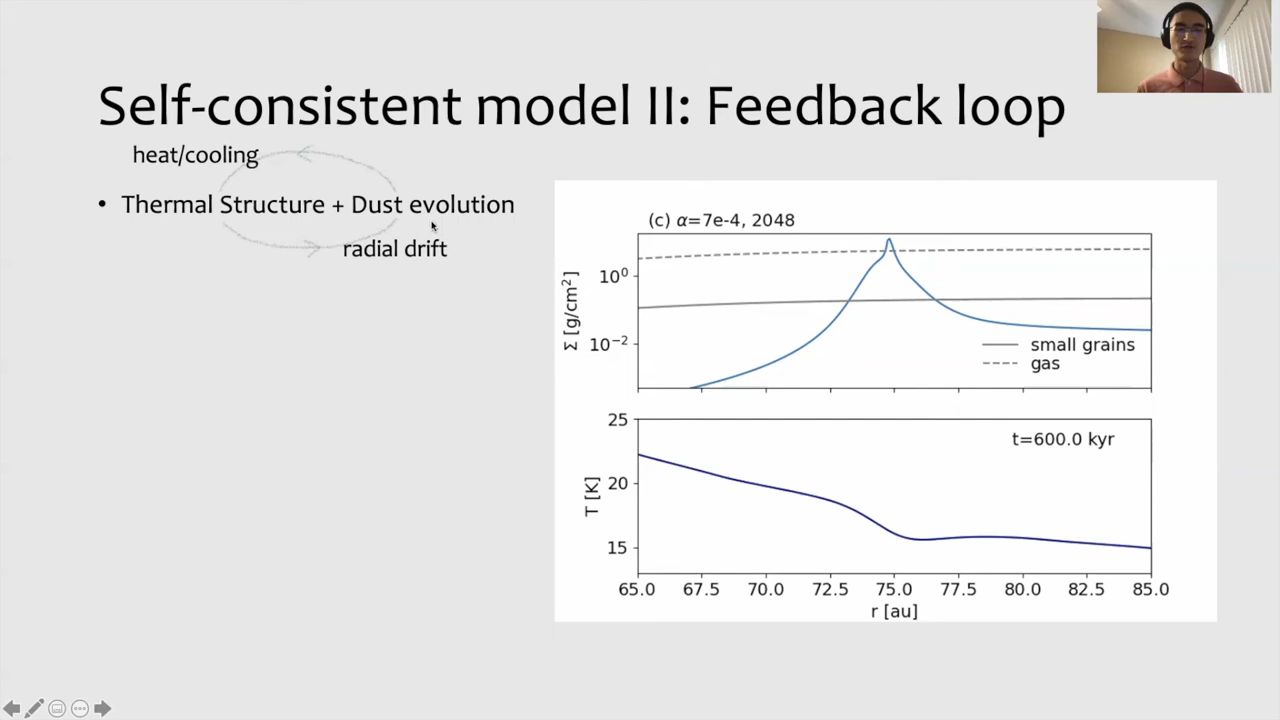 Self-consistent model II: Feedback loop
heat/cooling
• Thermal Structure + Dust evolution
radial drift
(c) α=7e-4, 2048
Σ [g/cm²]
10⁰
10⁻²
small grains
gas
25
20
15
T [K]
t=600.0 kyr
65.0 67.5 70.0 72.5 75.0 77.5 80.0 82.5 85.0
r [au]